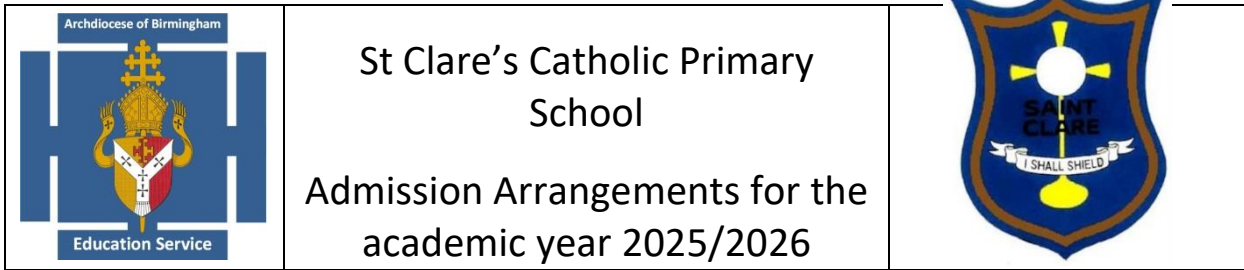 Archdiocese of Birmingham
Education Service
St Clare’s Catholic Primary
School
Admission Arrangements for the
academic year 2025/2026
SAINT
CLARE
I SHALL SHIELD